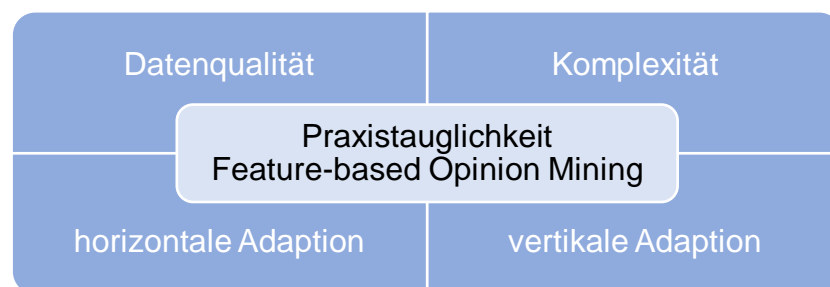 Datenqualität
Komplexität
Praxistauglichkeit
Feature-based Opinion Mining
horizontale Adaption
vertikale Adaption